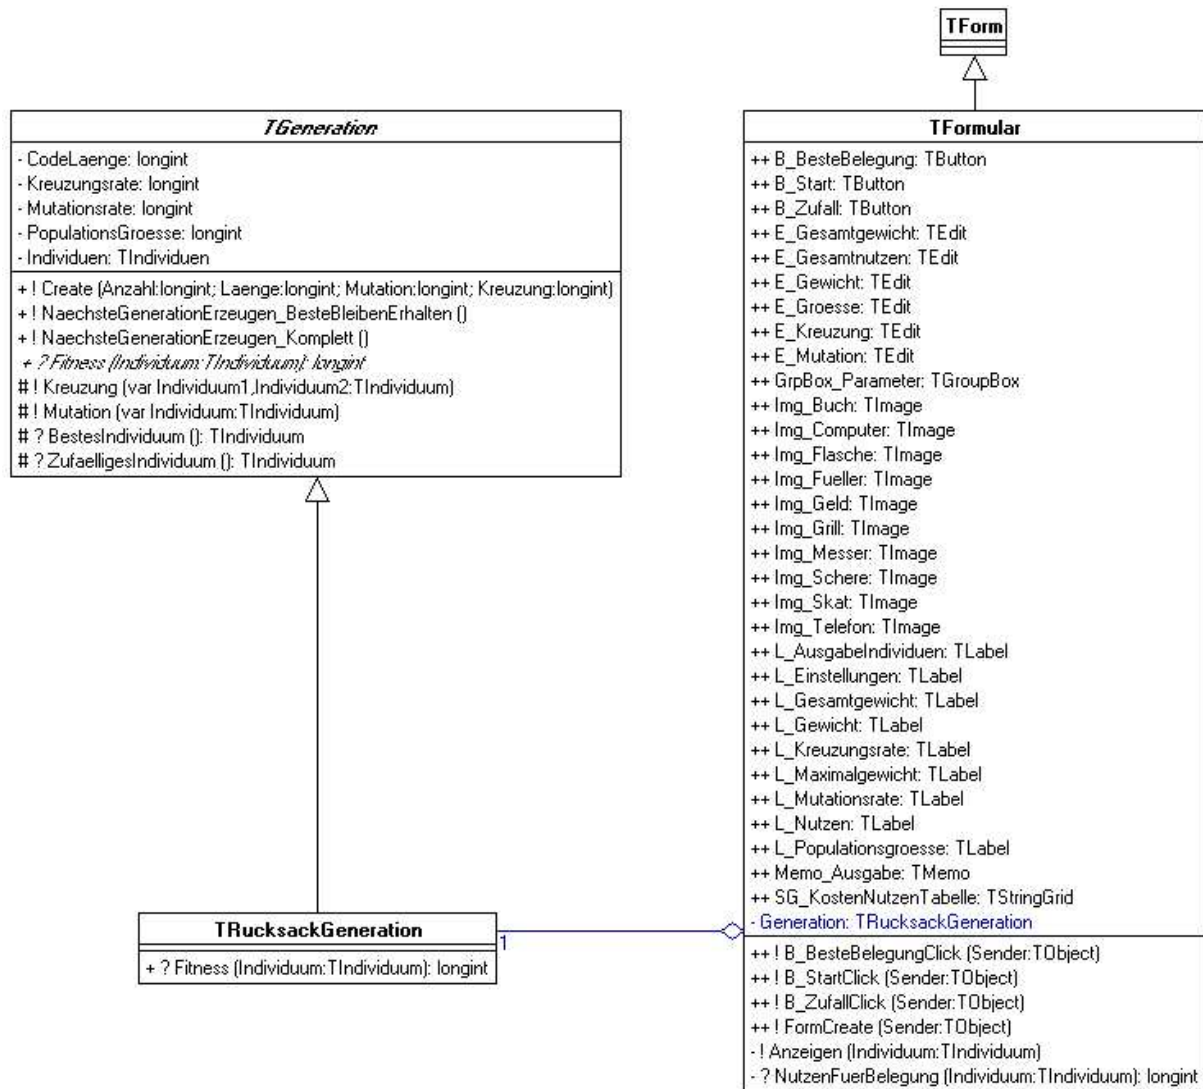 TForm
TGeneration
- CodeLaenge: longint
- Kreuzungsrate: longint
- Mutationsrate: longint
- PopulationsGroesse: longint
- Individuen: TIndividuen
+ ! Create (Anzahl:longint; Laenge:longint; Mutation:longint; Kreuzung:longint)
+ ! NaechsteGenerationErzeugen_BesteBleibenErhalten ()
+ ! NaechsteGenerationErzeugen_Komplett ()
+ ? Fitness (Individuum:TIndividuum): longint
# ! Kreuzung (var Individuum1,Individuum2:TIndividuum)
# ! Mutation (var Individuum:TIndividuum)
# ? BestesIndividuum (): TIndividuum
# ? ZufaelligesIndividuum (): TIndividuum
TRucksackGeneration
+ ? Fitness (Individuum:TIndividuum): longint
1
TFormular
++ B_BesteBelegung: TButton
++ B_Start: TButton
++ B_Zufall: TButton
++ E_Gesamtgewicht: TEdit
++ E_Gesamtnutzen: TEdit
++ E_Gewicht: TEdit
++ E_Groesse: TEdit
++ E_Kreuzung: TEdit
++ E_Mutation: TEdit
++ GrpBox_Parameter: TGroupBox
++ Img_Buch: TImage
++ Img_Computer: TImage
++ Img_Flasche: TImage
++ Img_Fueller: TImage
++ Img_Geld: TImage
++ Img_Grill: TImage
++ Img_Messer: TImage
++ Img_Schere: TImage
++ Img_Skat: TImage
++ Img_Telefon: TImage
++ L_AusgabeIndividuen: TLabel
++ L_Einstellungen: TLabel
++ L_Gesamtgewicht: TLabel
++ L_Gewicht: TLabel
++ L_Kreuzungsrate: TLabel
++ L_Maximalgewicht: TLabel
++ L_Mutationsrate: TLabel
++ L_Nutzen: TLabel
++ L_Populationsgroesse: TLabel
++ Memo_Ausgabe: TMemo
++ SG_KostenNutzenTabelle: TStringGrid
- Generation: TRucksackGeneration
++ ! B_BesteBelegungClick (Sender:TObject)
++ ! B_StartClick (Sender:TObject)
++ ! B_ZufallClick (Sender:TObject)
++ ! FormCreate (Sender:TObject)
- ! Anzeigen (Individuum:TIndividuum)
- ? NutzenFuerBelegung (Individuum:TIndividuum): longint